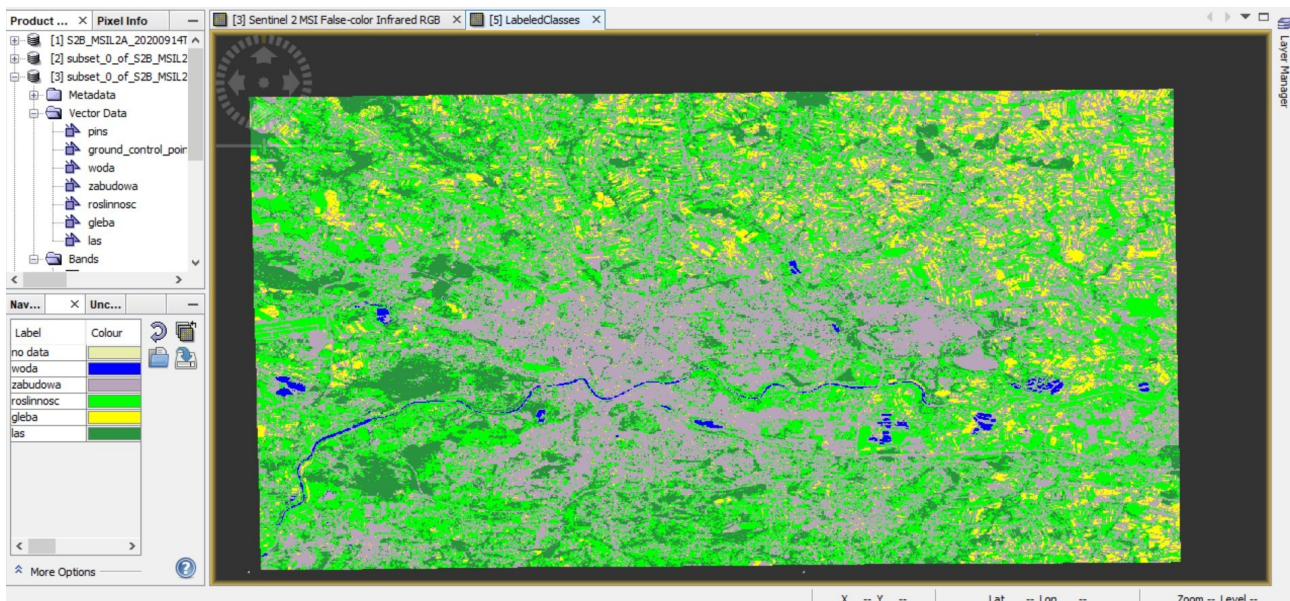 Product ... × Pixel Info
[3] Sentinel 2 MSI False-color Infrared RGB ×
[5] LabeledClasses ×
[1] S2B_MSIL2A_20200914T
[2] subset_0_of_S2B_MSIL2
[3] subset_0_of_S2B_MSIL2
Metadata
Vector Data
pins
ground_control_poin
woda
zabudowa
roslinnosc
gleba
las
Bands
Layer Manager
Nav... × Unc...
Label Colour
no data
woda
zabudowa
roslinnosc
gleba
las
More Options
X -- Y -- Lat -- Lon -- Zoom -- Level --